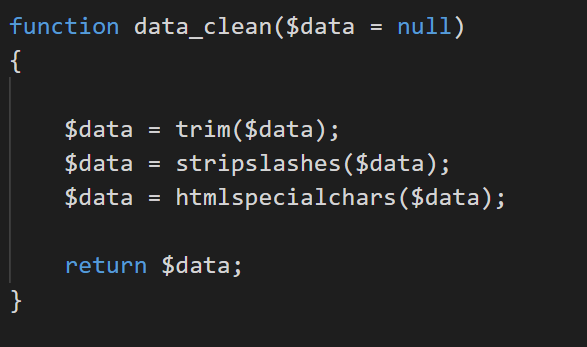 function data_clean($data = null)
{
$data = trim($data);
$data = stripslashes($data);
$data = htmlspecialchars($data);
return $data;
}